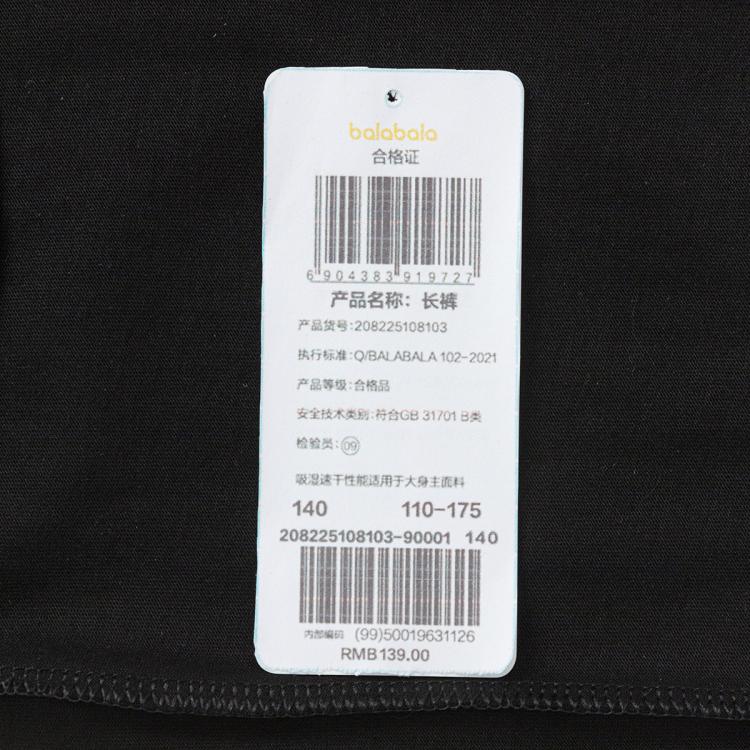 balabala
合格证
6904383919727
产品名称：长裤
产品货号:208225108103
执行标准:Q/BALABALA 102-2021
产品等级:合格品
安全技术类别:符合GB 31701 B类
检验员:09
吸湿速干性能适用于大身主面料
140 110-175
208225108103-90001 140
内部编码 (99)50019631126
RMB139.00